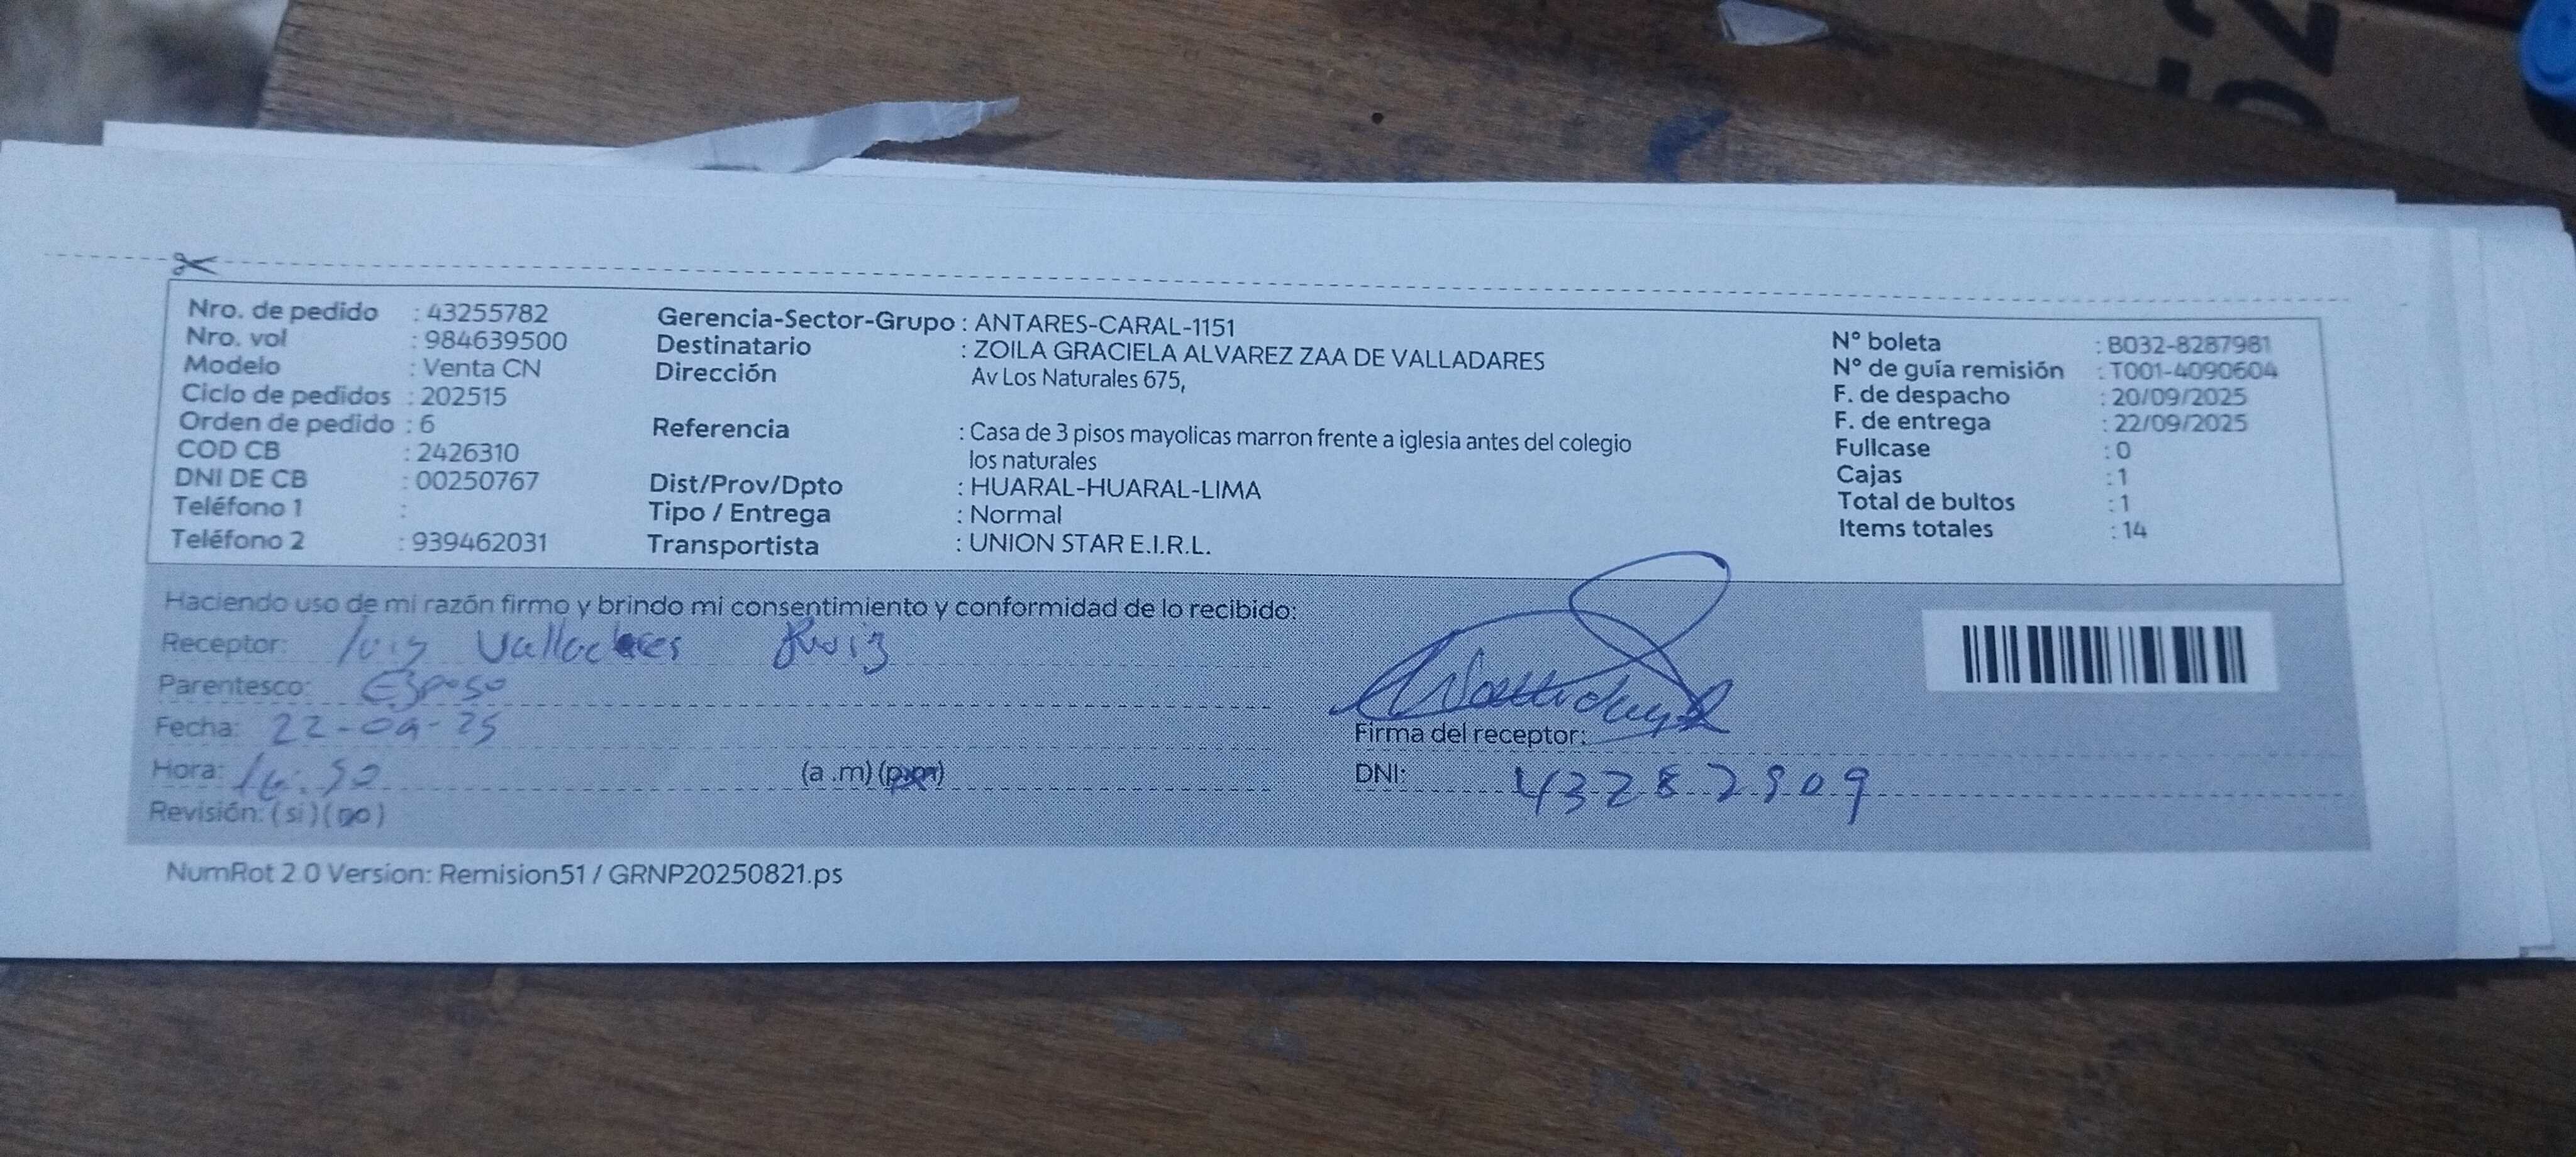 Nro. de pedido : 43255782
Nro. vol : 984639500
Modelo : Venta CN
Ciclo de pedidos : 202515
Orden de pedido : 6
COD CB : 2426310
DNI DE CB : 00250767
Teléfono 1 :
Teléfono 2 : 939462031
Gerencia-Sector-Grupo : ANTARES-CARAL-1151
Destinatario : ZOILA GRACIELA ALVAREZ ZAA DE VALLADARES
Dirección Av Los Naturales 675,
Referencia : Casa de 3 pisos mayolicas marron frente a iglesia antes del colegio
los naturales
Dist/Prov/Dpto : HUARAL-HUARAL-LIMA
Tipo / Entrega : Normal
Transportista : UNION STAR E.I.R.L.
N° boleta : B032-8287981
N° de guía remisión : T001-4090604
F. de despacho : 20/09/2025
F. de entrega : 22/09/2025
Fullcase : 0
Cajas : 1
Total de bultos : 1
Items totales : 14
Haciendo uso de mi razón firmo y brindo mi consentimiento y conformidad de lo recibido:
Receptor: luis Valladares Ruiz
Parentesco: Esposo
Fecha: 22-09-25
Hora: 16:50 (a .m) (p.m)
Revisión: (si) (no)
Firma del receptor:
DNI:
NumRot 2.0 Version: Remision51 / GRNP20250821.ps
52